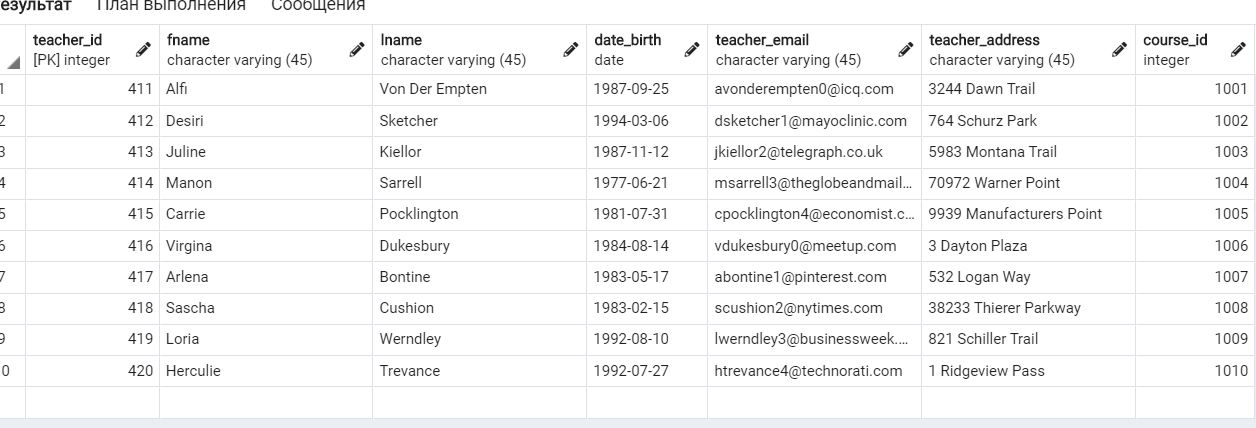 езультат План выполнения Сообщения
teacher_id fname lname date_birth teacher_email teacher_address course_id
[PK] integer character varying (45) character varying (45) date character varying (45) character varying (45) integer
1 411 Alfi Von Der Empten 1987-09-25 avonderempten0@icq.com 3244 Dawn Trail 1001
2 412 Desiri Sketcher 1994-03-06 dsketcher1@mayoclinic.com 764 Schurz Park 1002
3 413 Juline Kiellor 1987-11-12 jkiellor2@telegraph.co.uk 5983 Montana Trail 1003
4 414 Manon Sarrell 1977-06-21 msarrell3@theglobeandmail… 70972 Warner Point 1004
5 415 Carrie Pocklington 1981-07-31 cpocklington4@economist.c… 9939 Manufacturers Point 1005
6 416 Virgina Dukesbury 1984-08-14 vdukesbury0@meetup.com 3 Dayton Plaza 1006
7 417 Arlena Bontine 1983-05-17 abontine1@pinterest.com 532 Logan Way 1007
8 418 Sascha Cushion 1983-02-15 scushion2@nytimes.com 38233 Thierer Parkway 1008
9 419 Loria Werndley 1992-08-10 lwerndley3@businessweek.… 821 Schiller Trail 1009
0 420 Herculie Trevance 1992-07-27 htrevance4@technorati.com 1 Ridgeview Pass 1010